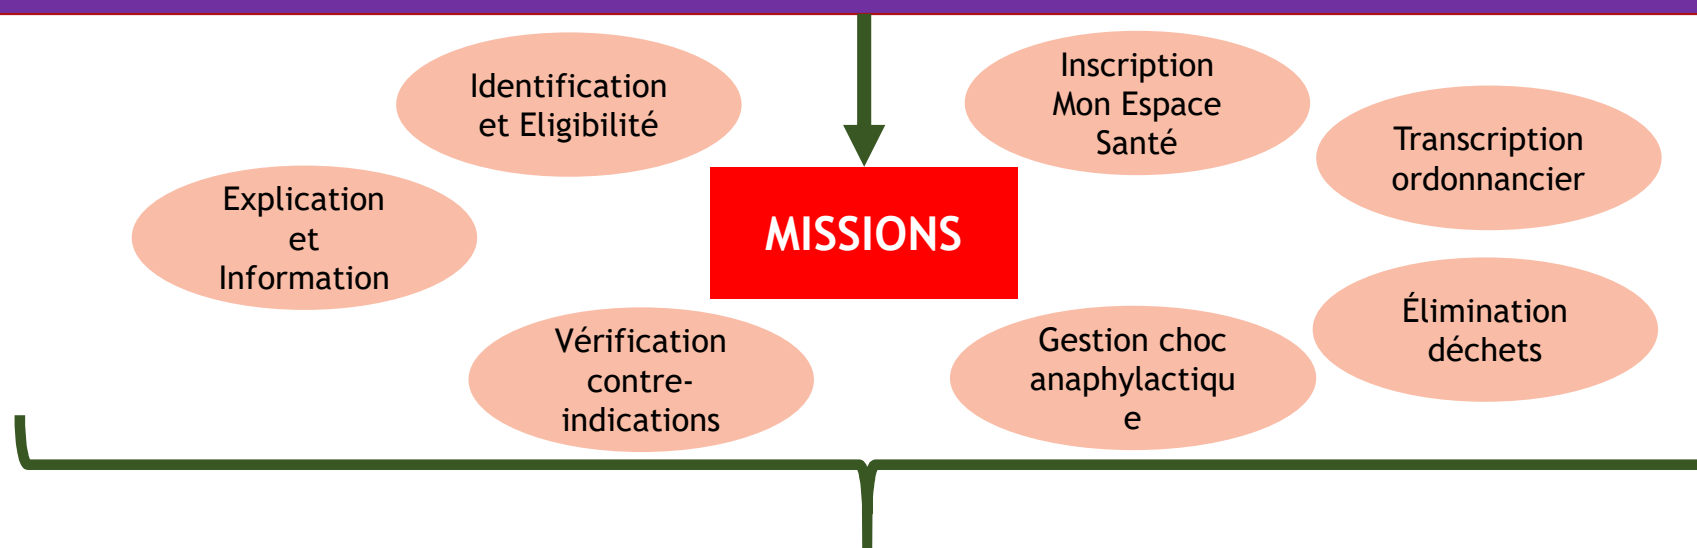 Identification
et Eligibilité
Inscription
Mon Espace
Santé
Transcription
ordonnancier
Explication
et
Information
MISSIONS
Élimination
déchets
Vérification
contre-
indications
Gestion choc
anaphylactiqu
e